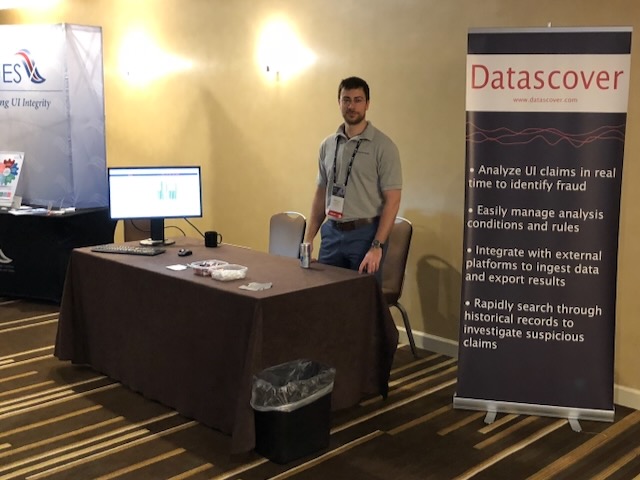 ES
ng UI Integrity
Datascover
www.datascover.com
• Analyze UI claims in real
time to identify fraud
• Easily manage analysis
conditions and rules
• Integrate with external
platforms to ingest data
and export results
• Rapidly search through
historical records to
investigate suspicious
claims